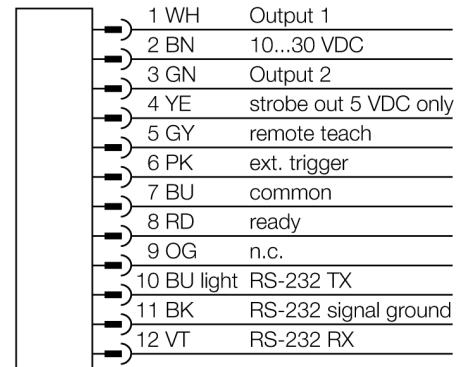 1 WH Output 1
2 BN 10...30 VDC
3 GN Output 2
4 YE strobe out 5 VDC only
5 GY remote teach
6 PK ext. trigger
7 BU common
8 RD ready
9 OG n.c.
10 BU light RS-232 TX
11 BK RS-232 signal ground
12 VT RS-232 RX